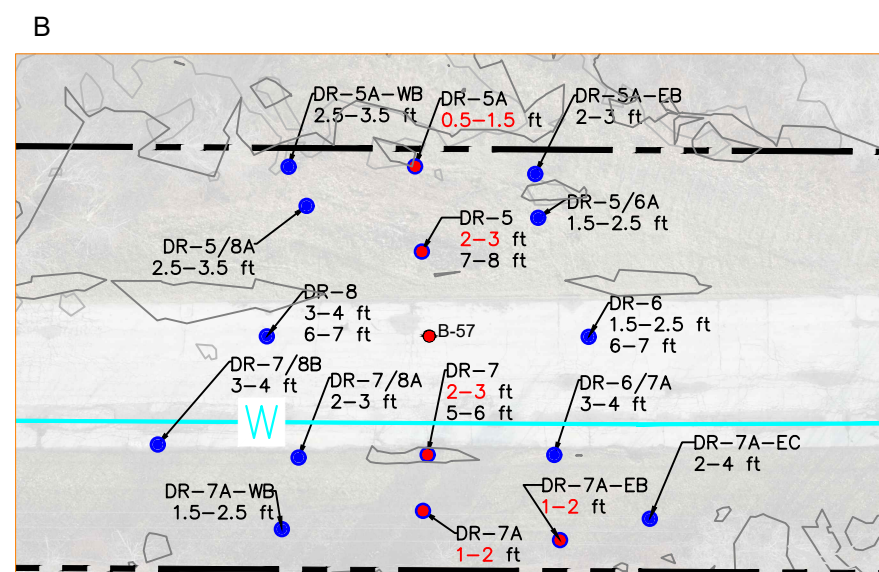 B
DR-5A-WB
2.5-3.5 ft
DR-5A
0.5-1.5 ft
DR-5A-EB
2-3 ft
DR-5/6A
1.5-2.5 ft
DR-5
2-3 ft
7-8 ft
DR-5/8A
2.5-3.5 ft
DR-8
3-4 ft
6-7 ft
B-57
DR-6
1.5-2.5 ft
6-7 ft
DR-7/8B
3-4 ft
DR-7/8A
2-3 ft
DR-7
2-3 ft
5-6 ft
DR-6/7A
3-4 ft
W
DR-7A-EC
2-4 ft
DR-7A-WB
1.5-2.5 ft
DR-7A-EB
1-2 ft
DR-7A
1-2 ft